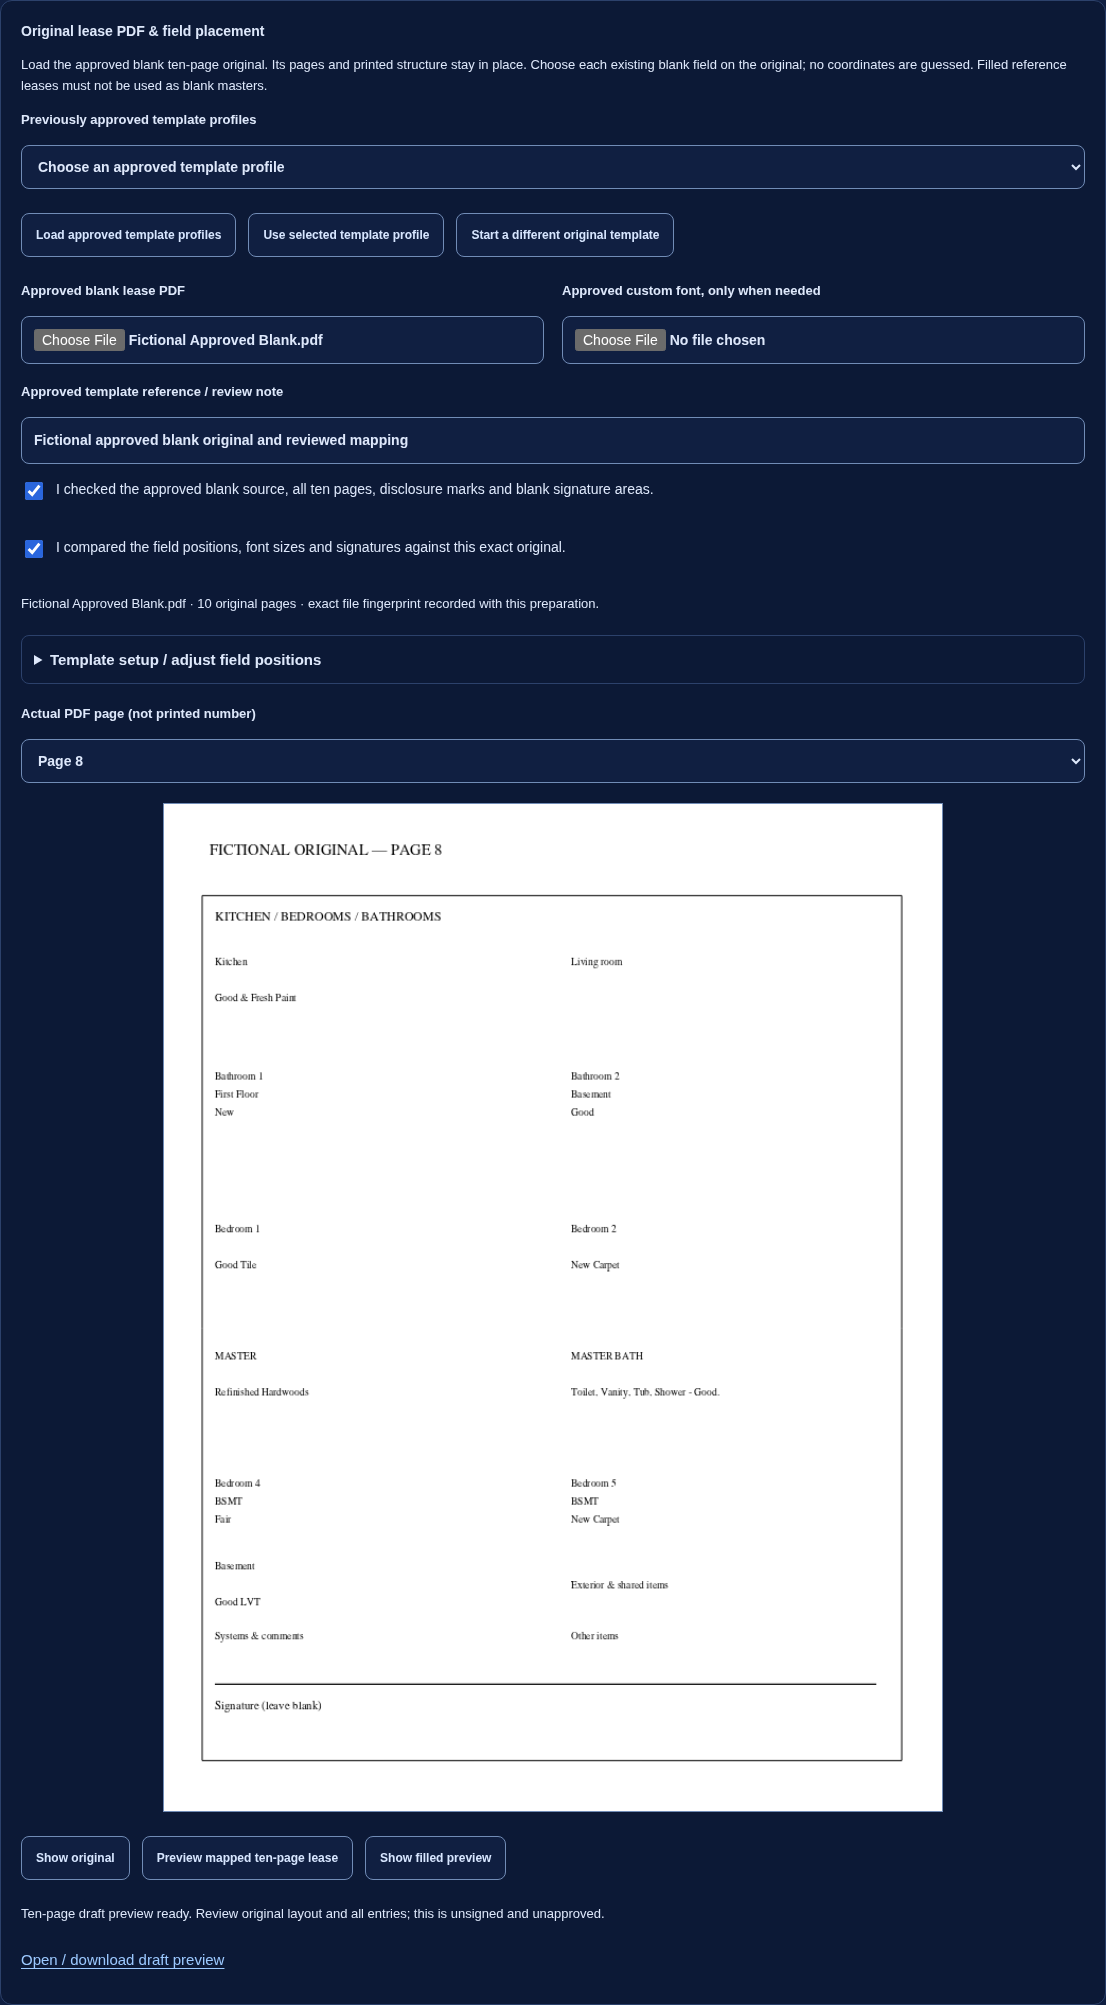 Original lease PDF & field placement
Load the approved blank ten-page original. Its pages and printed structure stay in place. Choose each existing blank field on the original; no coordinates are guessed. Filled reference
leases must not be used as blank masters.
Previously approved template profiles
Choose an approved template profile
Load approved template profiles
Use selected template profile
Start a different original template
Approved blank lease PDF
Approved custom font, only when needed
Choose File Fictional Approved Blank.pdf
Choose File No file chosen
Approved template reference / review note
Fictional approved blank original and reviewed mapping
I checked the approved blank source, all ten pages, disclosure marks and blank signature areas.
I compared the field positions, font sizes and signatures against this exact original.
Fictional Approved Blank.pdf · 10 original pages · exact file fingerprint recorded with this preparation.
Template setup / adjust field positions
Actual PDF page (not printed number)
Page 8
FICTIONAL ORIGINAL — PAGE 8
KITCHEN / BEDROOMS / BATHROOMS
Kitchen
Living room
Good & Fresh Paint
Bathroom 1
Bathroom 2
First Floor
Basement
New
Good
Bedroom 1
Bedroom 2
Good Tile
New Carpet
MASTER
MASTER BATH
Refinished Hardwoods
Toilet, Vanity, Tub, Shower - Good.
Bedroom 4
Bedroom 5
BSMT
BSMT
Fair
New Carpet
Basement
Exterior & shared items
Good LVT
Systems & comments
Other items
Signature (leave blank)
Show original
Preview mapped ten-page lease
Show filled preview
Ten-page draft preview ready. Review original layout and all entries; this is unsigned and unapproved.
Open / download draft preview